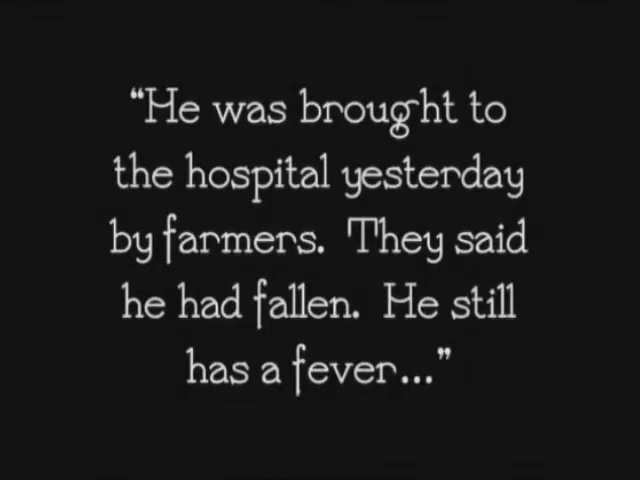 “He was brought to
the hospital yesterday
by farmers. They said
he had fallen. He still
has a fever...”